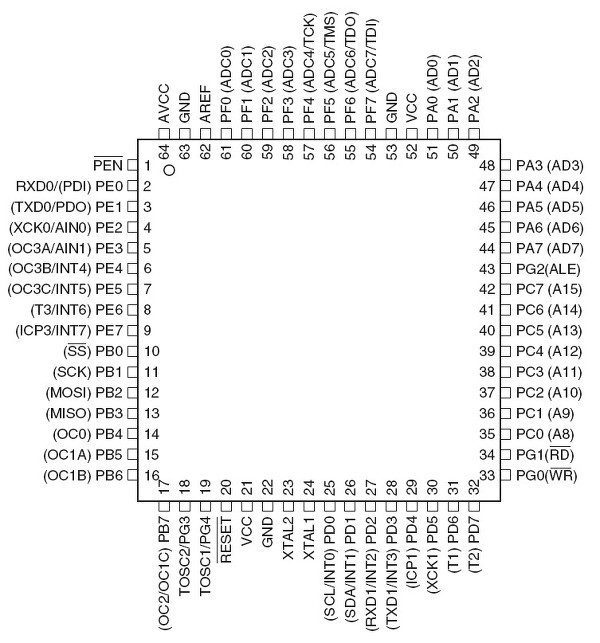 AVCC
GND
AREF
PF0 (ADC0)
PF1 (ADC1)
PF2 (ADC2)
PF3 (ADC3)
PF4 (ADC4/TCK)
PF5 (ADC5/TMS)
PF6 (ADC6/TDO)
PF7 (ADC7/TDI)
GND
VCC
PA0 (AD0)
PA1 (AD1)
PA2 (AD2)
64
63
62
61
60
59
58
57
56
55
54
53
52
51
50
49
PEN 1
RXD0/(PDI) PE0 2
(TXD0/PDO) PE1 3
(XCK0/AIN0) PE2 4
(OC3A/AIN1) PE3 5
(OC3B/INT4) PE4 6
(OC3C/INT5) PE5 7
(T3/INT6) PE6 8
(ICP3/INT7) PE7 9
(SS) PB0 10
(SCK) PB1 11
(MOSI) PB2 12
(MISO) PB3 13
(OC0) PB4 14
(OC1A) PB5 15
(OC1B) PB6 16
48 PA3 (AD3)
47 PA4 (AD4)
46 PA5 (AD5)
45 PA6 (AD6)
44 PA7 (AD7)
43 PG2(ALE)
42 PC7 (A15)
41 PC6 (A14)
40 PC5 (A13)
39 PC4 (A12)
38 PC3 (A11)
37 PC2 (A10)
36 PC1 (A9)
35 PC0 (A8)
34 PG1(RD)
33 PG0(WR)
17
18
19
20
21
22
23
24
25
26
27
28
29
30
31
32
(OC2/OC1C) PB7
TOSC2/PG3
TOSC1/PG4
RESET
VCC
GND
XTAL2
XTAL1
(SCL/INT0) PD0
(SDA/INT1) PD1
(RXD1/INT2) PD2
(TXD1/INT3) PD3
(ICP1) PD4
(XCK1) PD5
(T1) PD6
(T2) PD7